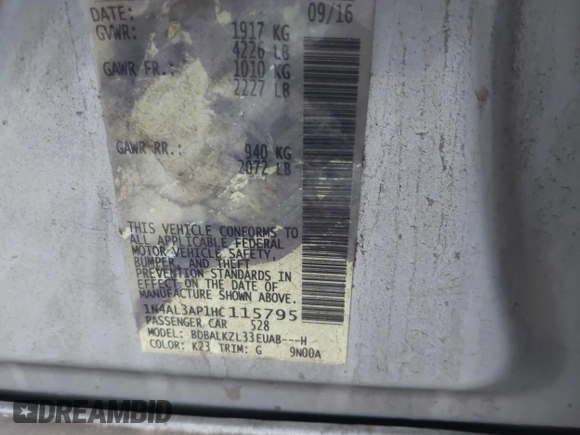 DATE: 09/16
GVWR: 1917 KG
4226 LB
GAWR FR.: 1010 KG
2227 LB
GAWR RR.: 940 KG
2072 LB
THIS VEHICLE CONFORMS TO
ALL APPLICABLE FEDERAL
MOTOR VEHICLE SAFETY,
BUMPER, AND THEFT
PREVENTION STANDARDS IN
EFFECT ON THE DATE OF
MANUFACTURE SHOWN ABOVE.
1N4AL3AP1HC115795
PASSENGER CAR 528
MODEL: BDBALKZL33EUAB---H
COLOR: K23 TRIM: G 9N00A
DREAMBID